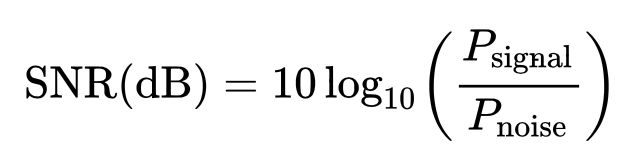 SNR(dB) = 10 log₁₀ (P_signal / P_noise)